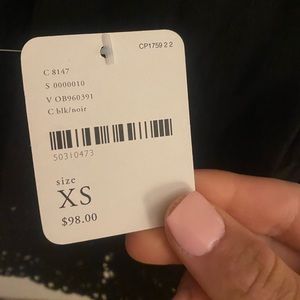 CP1759 2 2
C 8147
S 0000010
V OB960391
C blk/noir
50310473
size
XS
$98.00